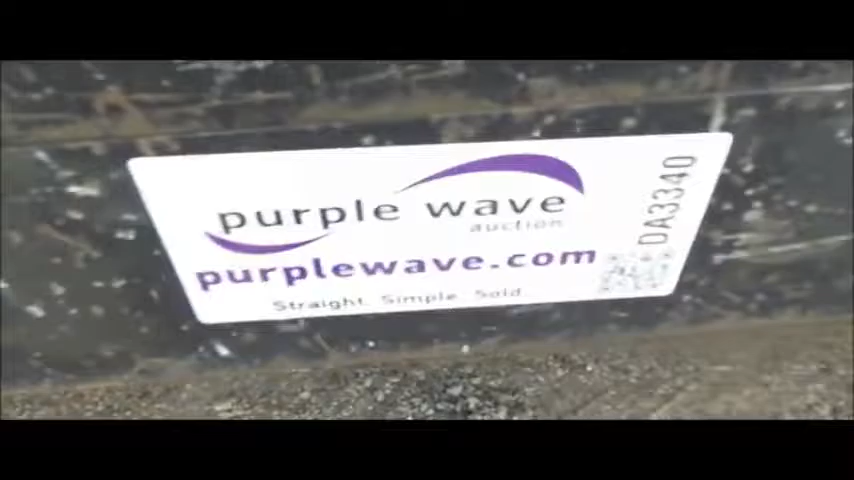 purple wave
auction
purplewave.com
Straight. Simple. Sold.
DA3340